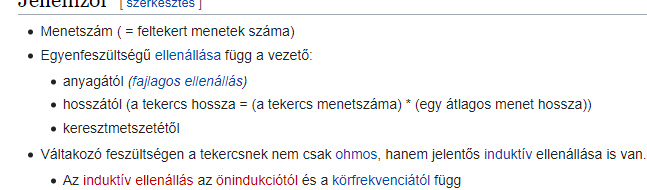 Jellemzői [ szerkesztés ]
Menetszám ( = feltekert menetek száma)
Egyenfeszültségű ellenállása függ a vezető:
anyagától (fajlagos ellenállás)
hosszától (a tekercs hossza = (a tekercs menetszáma) * (egy átlagos menet hossza))
keresztmetszetétől
Váltakozó feszültségen a tekercsnek nem csak ohmos, hanem jelentős induktív ellenállása is van.
Az induktív ellenállás az önindukciótól és a körfrekvenciától függ